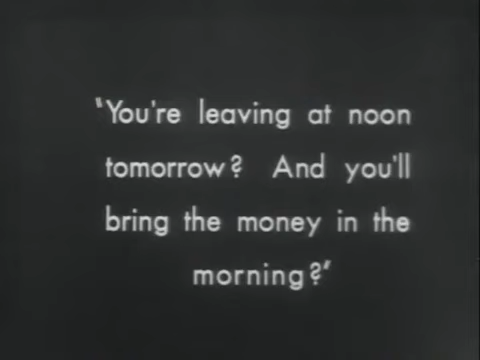 "You're leaving at noon
tomorrow? And you'll
bring the money in the
morning?"